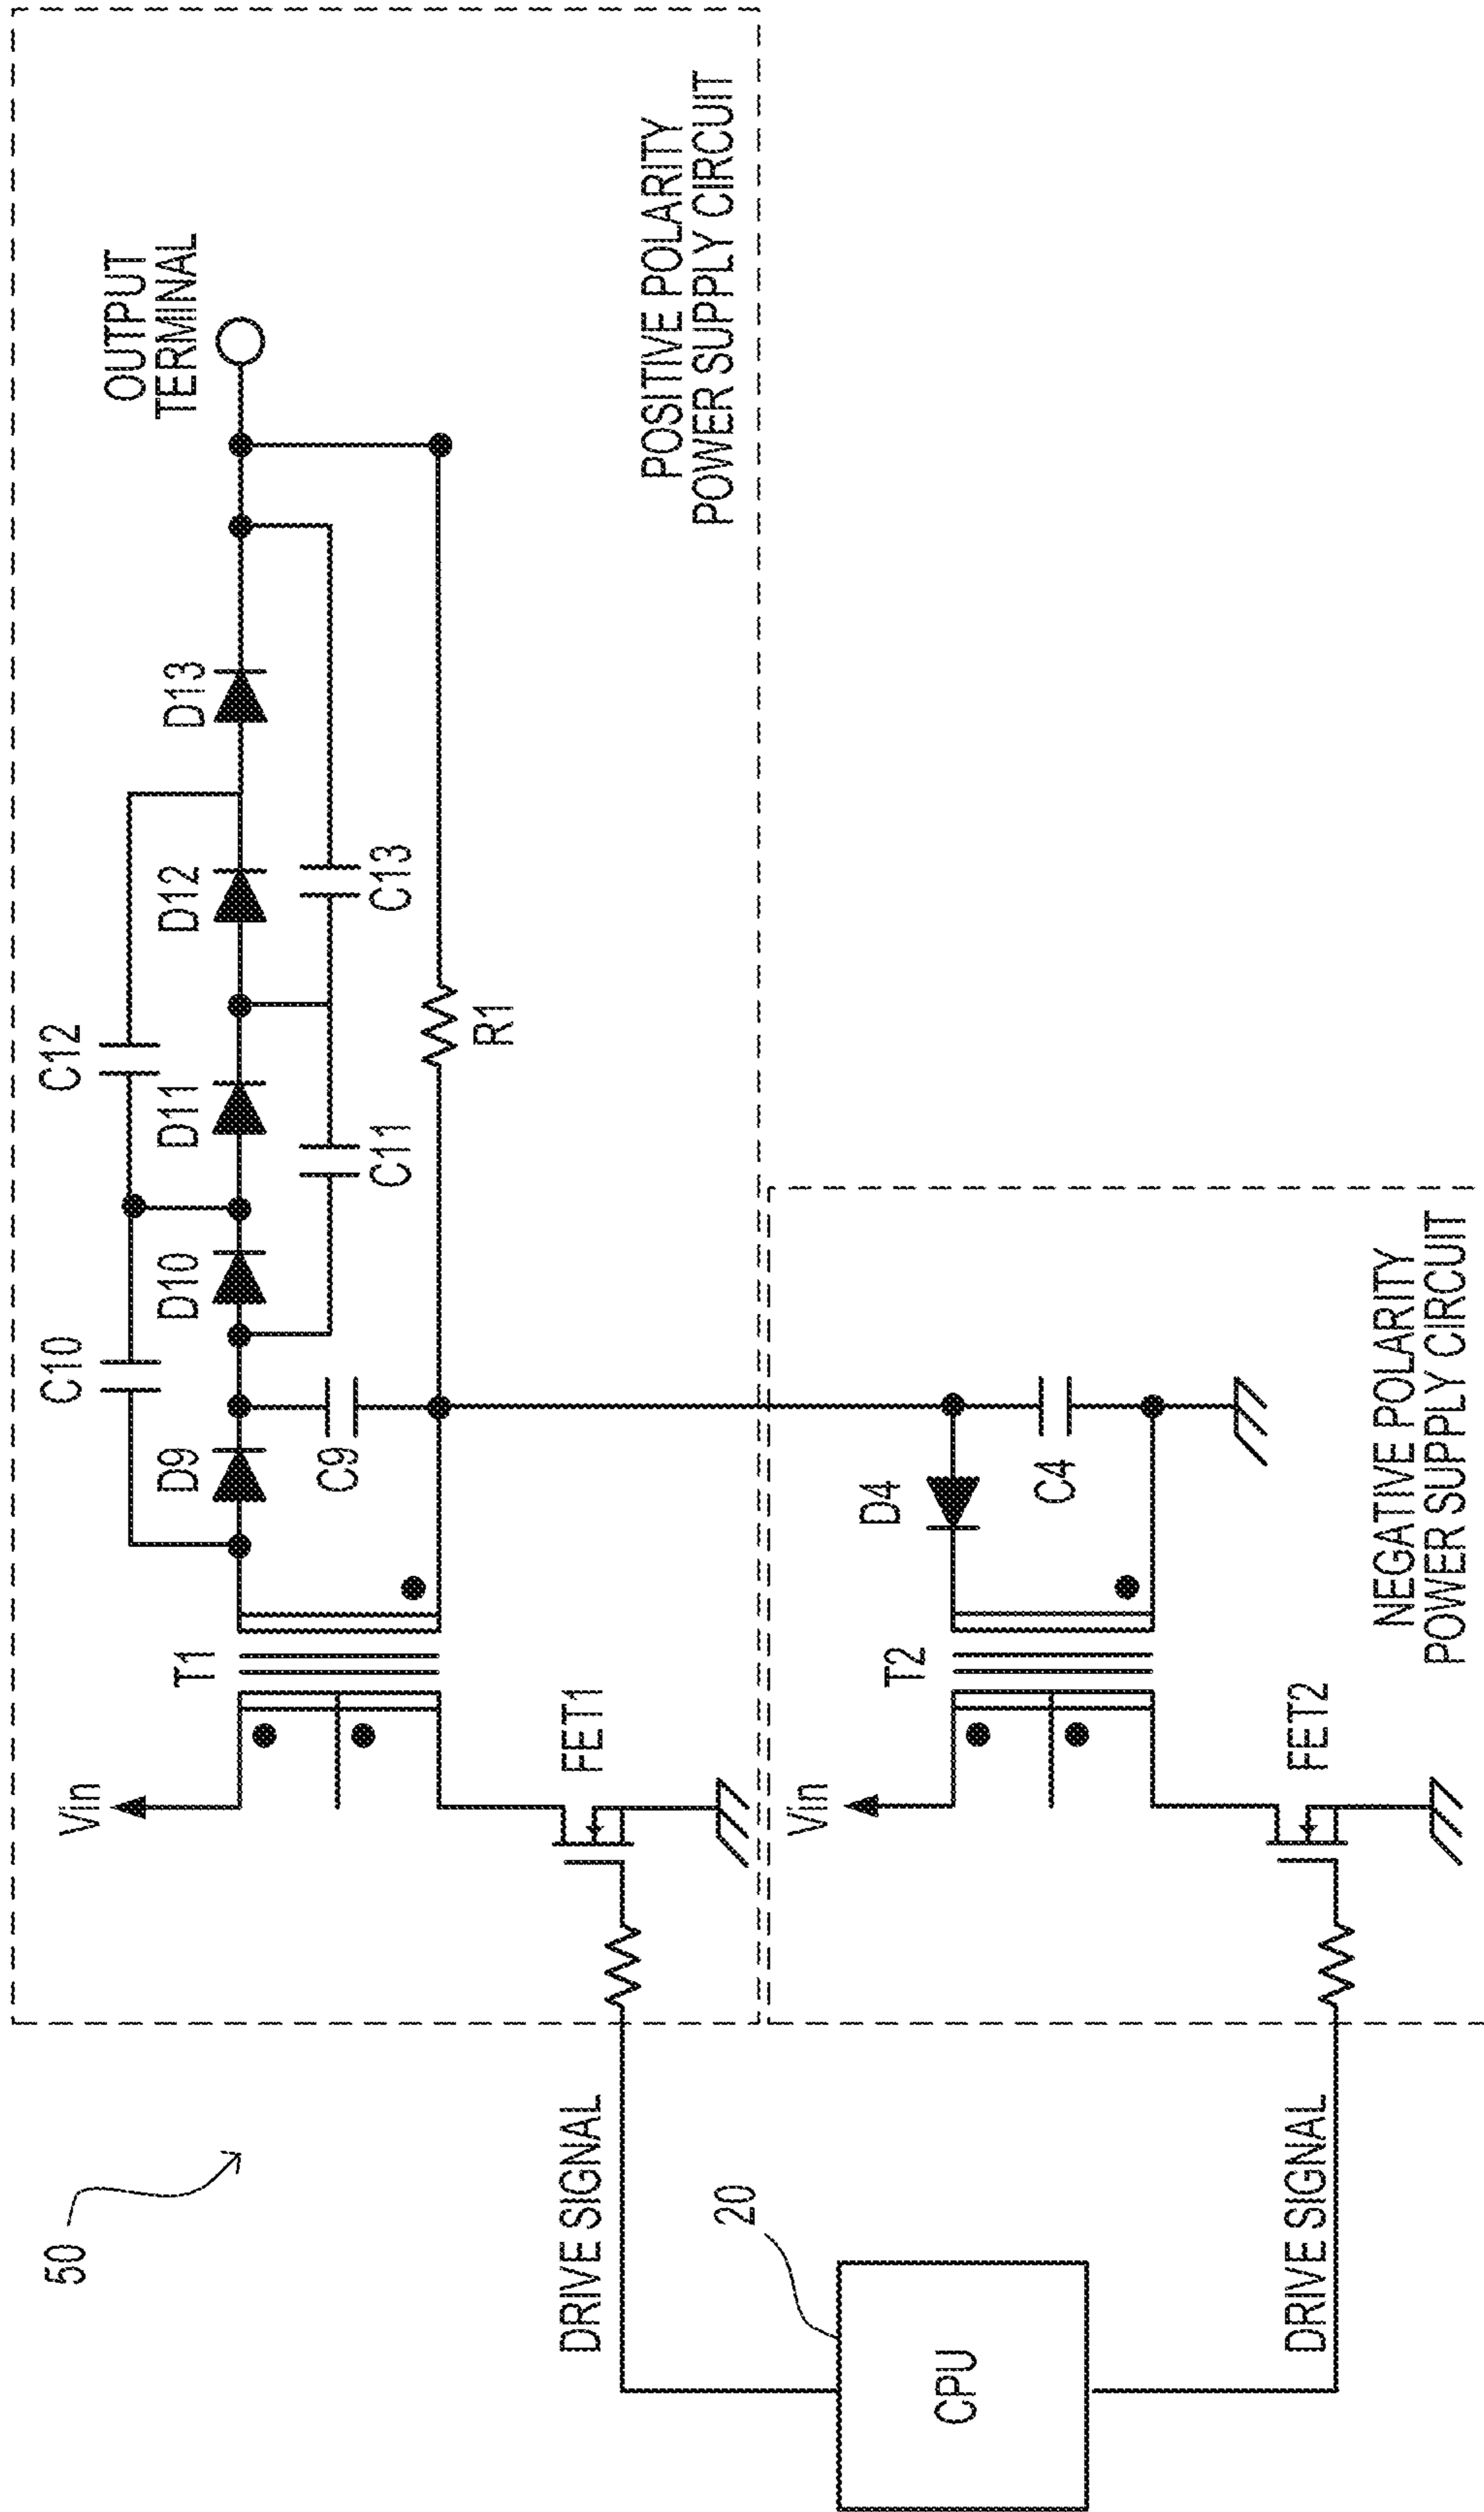 50
OUTPUT
TERMINAL
Vin
T1
C10
C12
D9
D10
D11
D12
D13
C9
C11
C13
R1
FET1
DRIVE SIGNAL
POSITIVE POLARITY
POWER SUPPLY CIRCUIT
20
CPU
Vin
T2
D4
C4
FET2
DRIVE SIGNAL
NEGATIVE POLARITY
POWER SUPPLY CIRCUIT